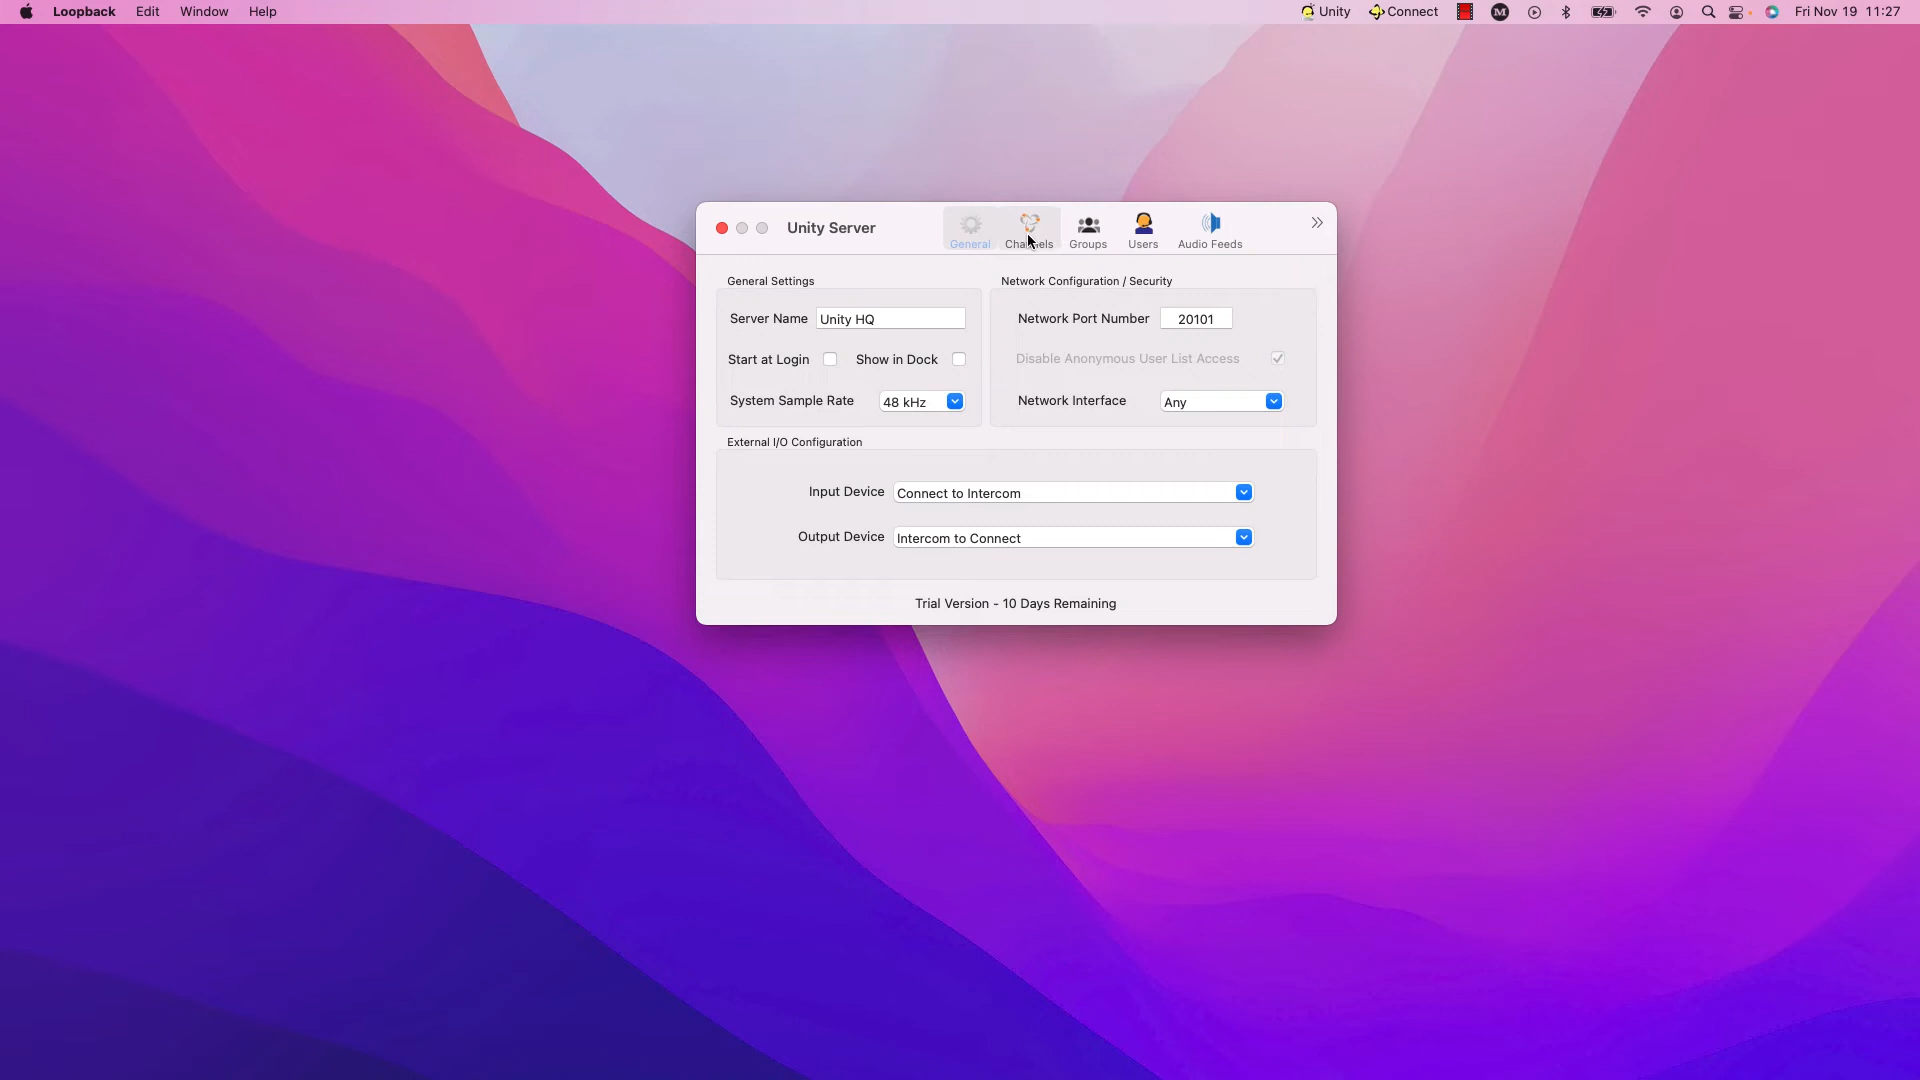 Loopback Edit Window Help Unity Connect Fri Nov 19 11:27
Unity Server
General Channels Groups Users Audio Feeds
General Settings
Server Name Unity HQ
Start at Login Show in Dock
System Sample Rate 48 kHz
Network Configuration / Security
Network Port Number 20101
Disable Anonymous User List Access
Network Interface Any
External I/O Configuration
Input Device Connect to Intercom
Output Device Intercom to Connect
Trial Version - 10 Days Remaining